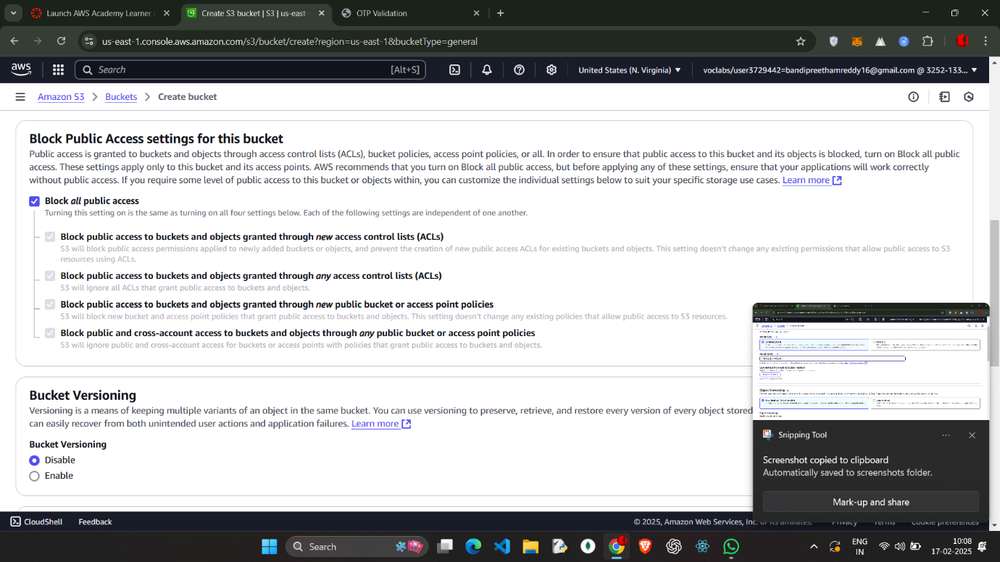 Launch AWS Academy Learner
Create S3 bucket | S3 | us-east-
OTP Validation
us-east-1.console.aws.amazon.com/s3/bucket/create?region=us-east-1&bucketType=general
aws
Search
[Alt+S]
United States (N. Virginia)
voclabs/user3729442=bandipreethamreddy16@gmail.com @ 3252-133...
Amazon S3
Buckets
Create bucket
Block Public Access settings for this bucket
Public access is granted to buckets and objects through access control lists (ACLs), bucket policies, access point policies, or all. In order to ensure that public access to this bucket and its objects is blocked, turn on Block all public
access. These settings apply only to this bucket and its access points. AWS recommends that you turn on Block all public access, but before applying any of these settings, ensure that your applications will work correctly
without public access. If you require some level of public access to this bucket or objects within, you can customize the individual settings below to suit your specific storage use cases. Learn more
Block all public access
Turning this setting on is the same as turning on all four settings below. Each of the following settings are independent of one another.
Block public access to buckets and objects granted through new access control lists (ACLs)
S3 will block public access permissions applied to newly added buckets or objects, and prevent the creation of new public access ACLs for existing buckets and objects. This setting doesn't change any existing permissions that allow public access to S3
resources using ACLs.
Block public access to buckets and objects granted through any access control lists (ACLs)
S3 will ignore all ACLs that grant public access to buckets and objects.
Block public access to buckets and objects granted through new public bucket or access point policies
S3 will block new bucket and access point policies that grant public access to buckets and objects. This setting doesn't change any existing policies that allow public access to S3 resources.
Block public and cross-account access to buckets and objects through any public bucket or access point policies
S3 will ignore public and cross-account access for buckets or access points with policies that grant public access to buckets and objects.
Bucket Versioning
Versioning is a means of keeping multiple variants of an object in the same bucket. You can use versioning to preserve, retrieve, and restore every version of every object stored
can easily recover from both unintended user actions and application failures. Learn more
Bucket Versioning
Disable
Enable
Snipping Tool
Screenshot copied to clipboard
Automatically saved to screenshots folder.
Mark-up and share
CloudShell
Feedback
© 2025, Amazon Web Services, Inc. or its affiliates.
Privacy
Terms
Cookie preferences
Search
ENG
IN
10:08
17-02-2025